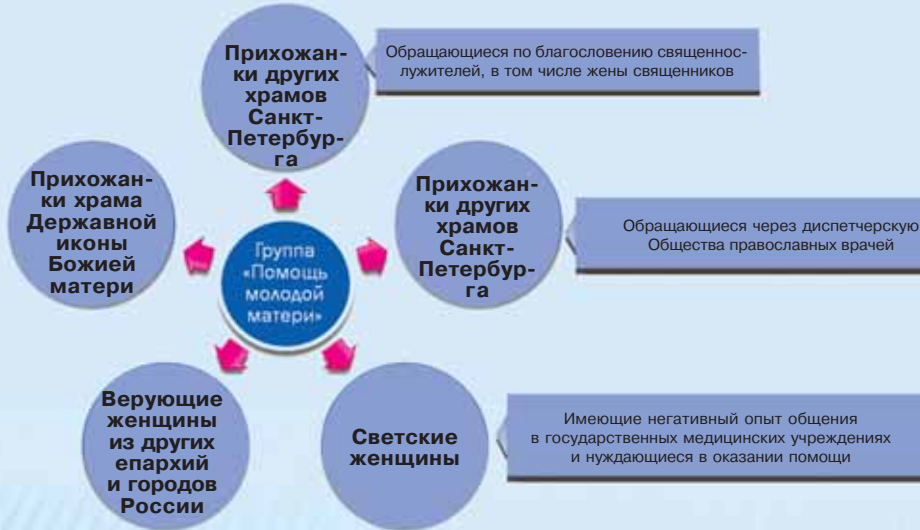 Прихожан-
ки других
храмов
Санкт-
Петербур-
га
Обращающиеся по благословению священнос-
лужителей, в том числе жены священников
Прихожан-
ки храма
Державной
иконы
Божией
матери
Группа
«Помощь
молодой
матери»
Прихожан-
ки других
храмов
Санкт-
Петербур-
га
Обращающиеся через диспетчерскую
Общества православных врачей
Верующие
женщины
из других
епархий
и городов
России
Светские
женщины
Имеющие негативный опыт общения
в государственных медицинских учреждениях
и нуждающиеся в оказании помощи